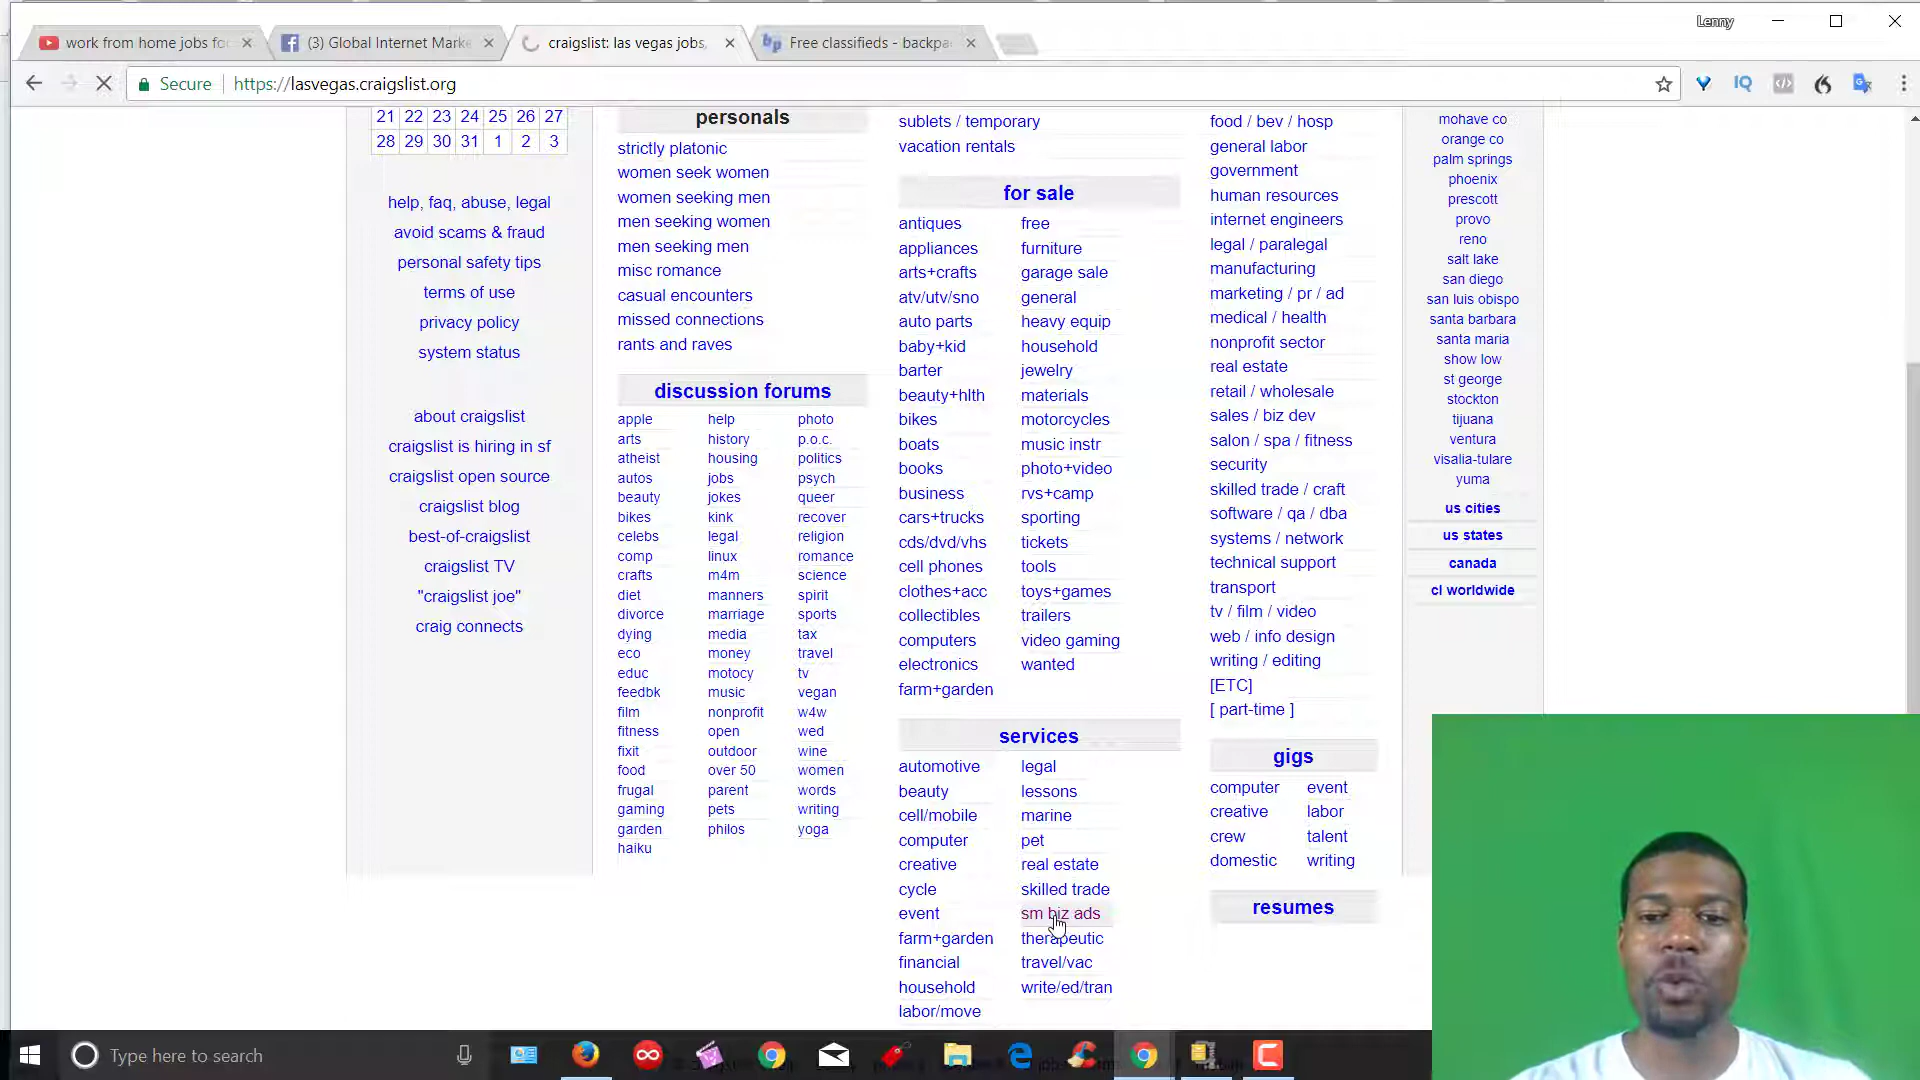 Lenny
work from home jobs fo
(3) Global Internet Marke
craigslist: las vegas jobs,
bp Free classifieds - backpa
Secure https://lasvegas.craigslist.org
IQ
21 22 23 24 25 26 27
28 29 30 31 1 2 3
help, faq, abuse, legal
avoid scams & fraud
personal safety tips
terms of use
privacy policy
system status
about craigslist
craigslist is hiring in sf
craigslist open source
craigslist blog
best-of-craigslist
craigslist TV
"craigslist joe"
craig connects
personals
strictly platonic
women seek women
women seeking men
men seeking women
men seeking men
misc romance
casual encounters
missed connections
rants and raves
discussion forums
apple help photo
arts history p.o.c.
atheist housing politics
autos jobs psych
beauty jokes queer
bikes kink recover
celebs legal religion
comp linux romance
crafts m4m science
diet manners spirit
divorce marriage sports
dying media tax
eco money travel
educ motocy tv
feedbk music vegan
film nonprofit w4w
fitness open wed
fixit outdoor wine
food over 50 women
frugal parent words
gaming pets writing
garden philos yoga
haiku
sublets / temporary
vacation rentals
for sale
antiques free
appliances furniture
arts+crafts garage sale
atv/utv/sno general
auto parts heavy equip
baby+kid household
barter jewelry
beauty+hlth materials
bikes motorcycles
boats music instr
books photo+video
business rvs+camp
cars+trucks sporting
cds/dvd/vhs tickets
cell phones tools
clothes+acc toys+games
collectibles trailers
computers video gaming
electronics wanted
farm+garden
services
automotive legal
beauty lessons
cell/mobile marine
computer pet
creative real estate
cycle skilled trade
event sm biz ads
farm+garden therapeutic
financial travel/vac
household write/ed/tran
labor/move
food / bev / hosp
general labor
government
human resources
internet engineers
legal / paralegal
manufacturing
marketing / pr / ad
medical / health
nonprofit sector
real estate
retail / wholesale
sales / biz dev
salon / spa / fitness
security
skilled trade / craft
software / qa / dba
systems / network
technical support
transport
tv / film / video
web / info design
writing / editing
[ETC]
[ part-time ]
gigs
computer event
creative labor
crew talent
domestic writing
resumes
mohave co
orange co
palm springs
phoenix
prescott
provo
reno
salt lake
san diego
san luis obispo
santa barbara
santa maria
show low
st george
stockton
tijuana
ventura
visalia-tulare
yuma
us cities
us states
canada
cl worldwide
Type here to search